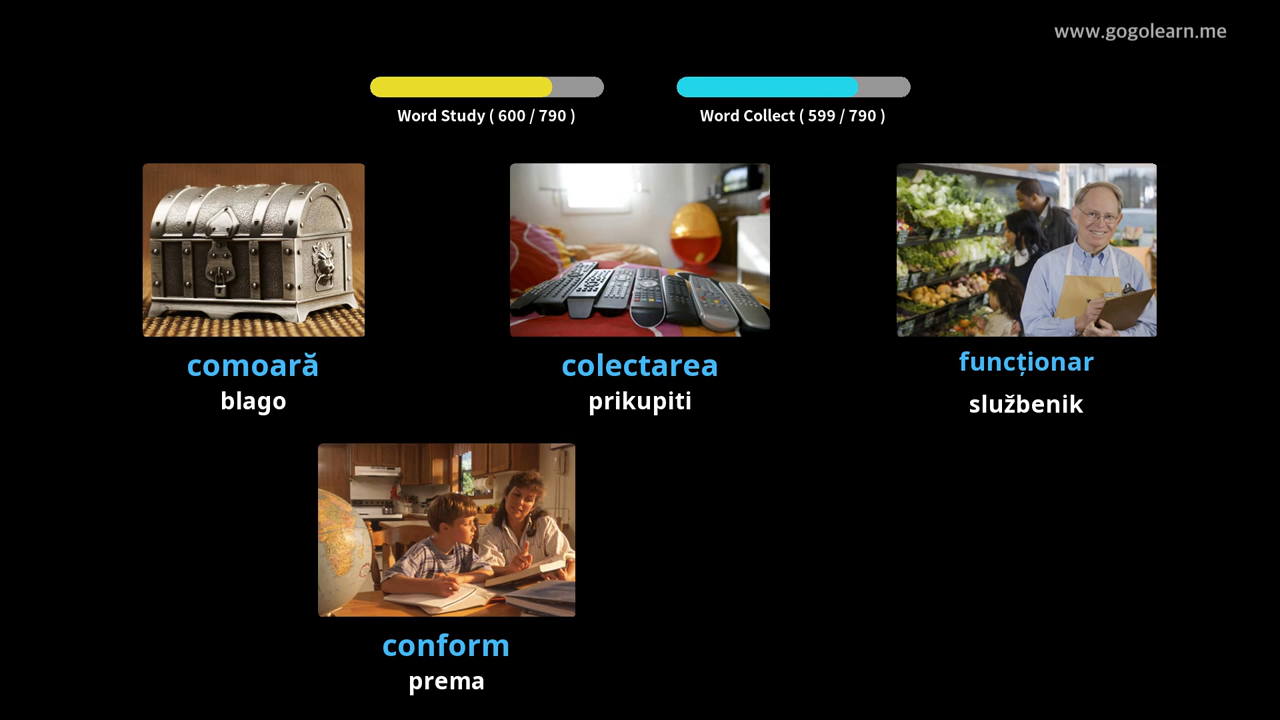 www.gogolearn.me
Word Study ( 600 / 790 )
Word Collect ( 599 / 790 )
comoară
blago
colectarea
prikupiti
funcționar
službenik
conform
prema